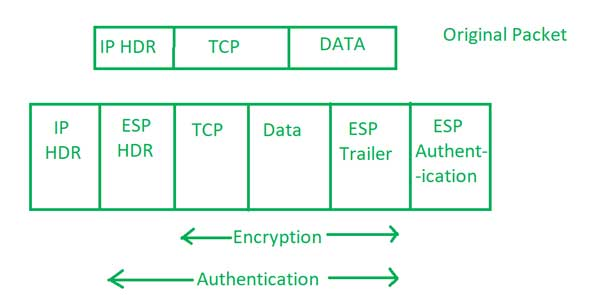 IP HDR TCP DATA Original Packet
IP ESP TCP Data ESP ESP
HDR HDR Trailer Authent-
-ication
Encryption
Authentication